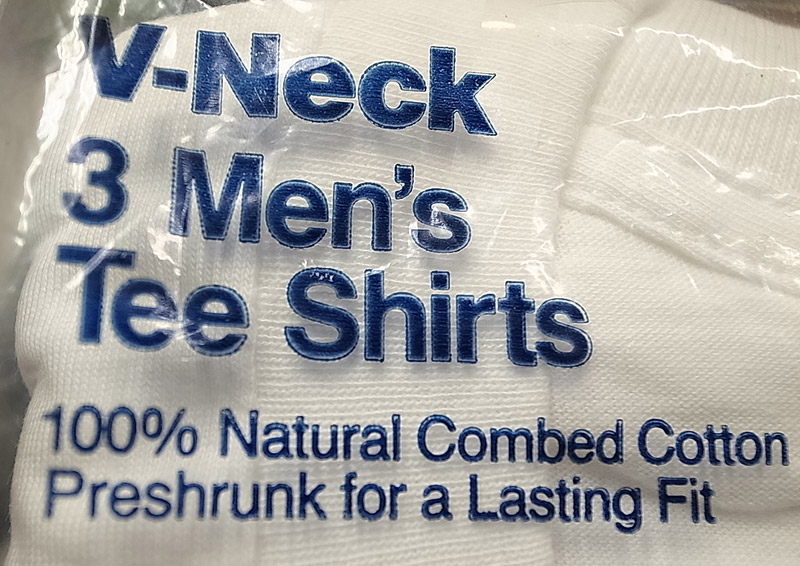 V-Neck
3 Men's
Tee Shirts
100% Natural Combed Cotton
Preshrunk for a Lasting Fit